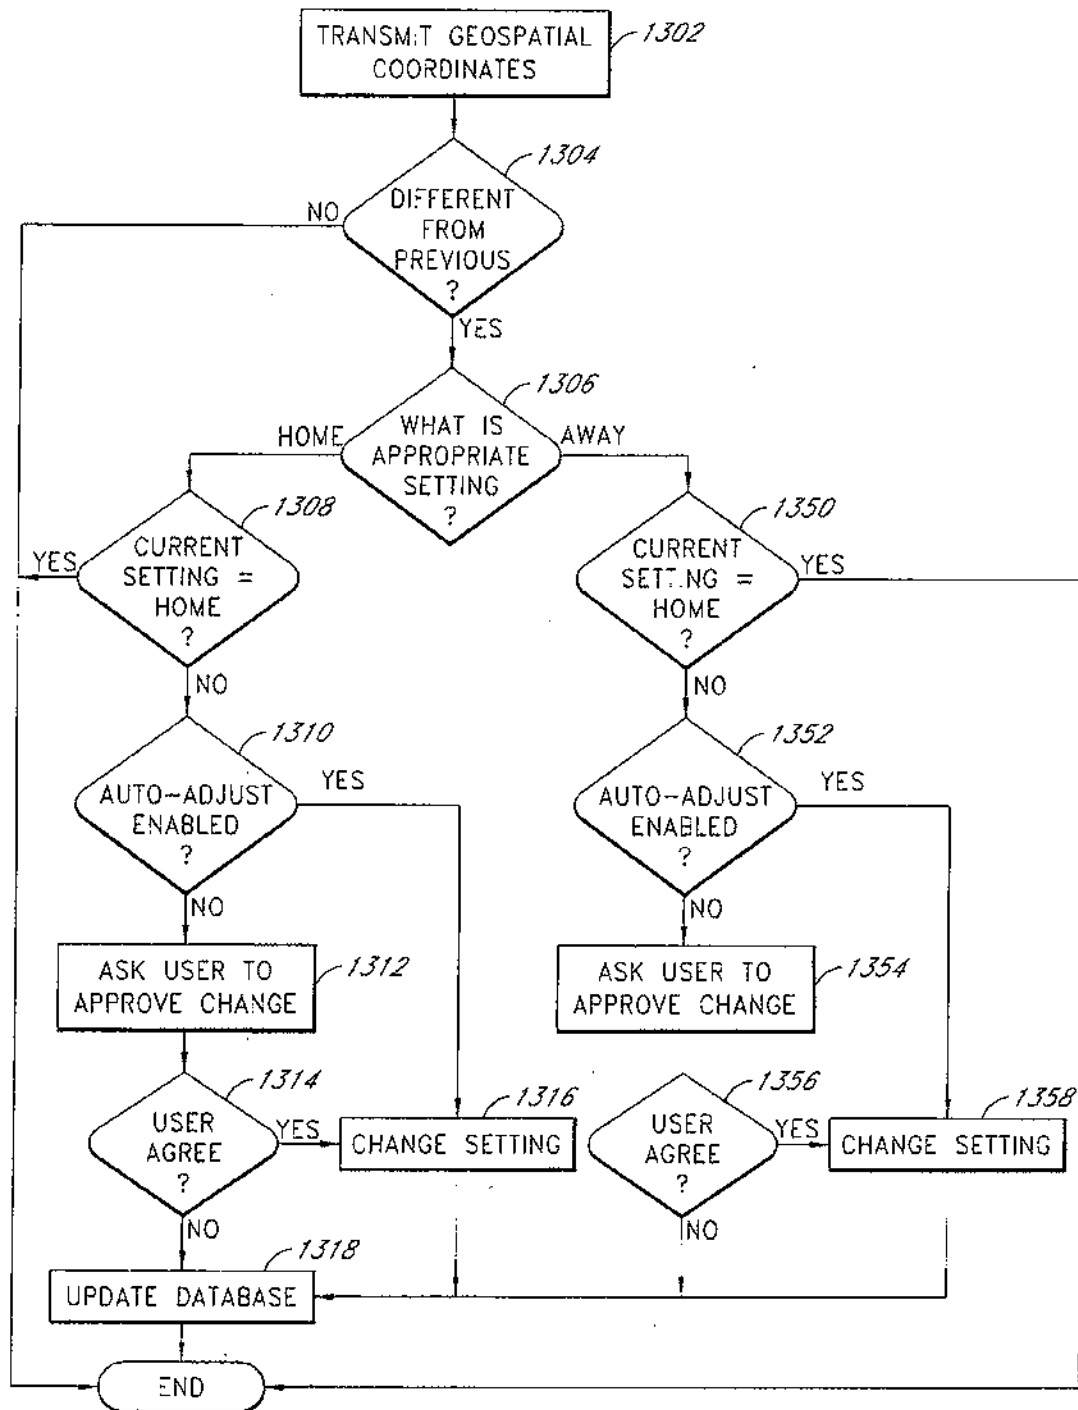 TRANSMIT GEOSPATIAL
COORDINATES
1302
1304
DIFFERENT
FROM
PREVIOUS
?
NO
YES
1306
WHAT IS
APPROPRIATE
SETTING
?
HOME
AWAY
1308
CURRENT
SETTING =
HOME
?
YES
NO
1350
CURRENT
SETTING =
HOME
?
YES
NO
1310
AUTO-ADJUST
ENABLED
?
YES
NO
1352
AUTO-ADJUST
ENABLED
?
YES
NO
ASK USER TO
APPROVE CHANGE
1312
ASK USER TO
APPROVE CHANGE
1354
1314
USER
AGREE
?
YES
NO
1316
CHANGE SETTING
1356
USER
AGREE
?
YES
NO
1358
CHANGE SETTING
1318
UPDATE DATABASE
END